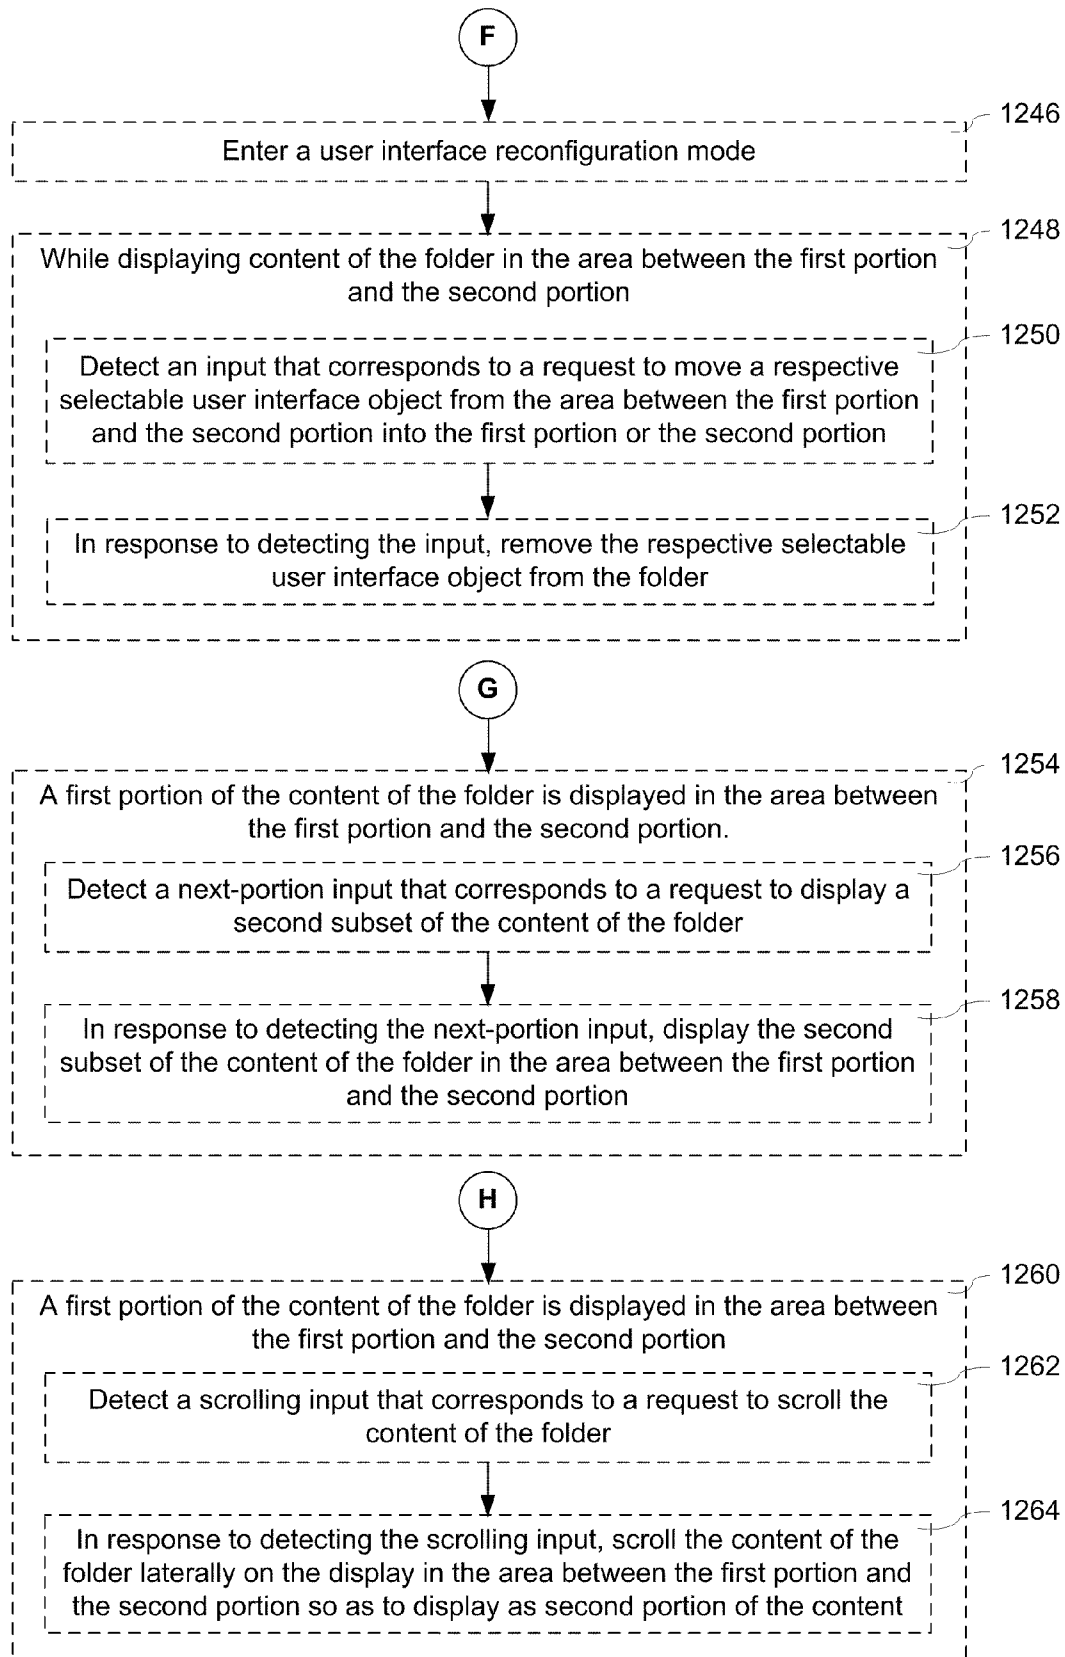 F
1246
Enter a user interface reconfiguration mode
1248
While displaying content of the folder in the area between the first portion
and the second portion
1250
Detect an input that corresponds to a request to move a respective
selectable user interface object from the area between the first portion
and the second portion into the first portion or the second portion
1252
In response to detecting the input, remove the respective selectable
user interface object from the folder
G
1254
A first portion of the content of the folder is displayed in the area between
the first portion and the second portion.
1256
Detect a next-portion input that corresponds to a request to display a
second subset of the content of the folder
1258
In response to detecting the next-portion input, display the second
subset of the content of the folder in the area between the first portion
and the second portion
H
1260
A first portion of the content of the folder is displayed in the area between
the first portion and the second portion
1262
Detect a scrolling input that corresponds to a request to scroll the
content of the folder
1264
In response to detecting the scrolling input, scroll the content of the
folder laterally on the display in the area between the first portion and
the second portion so as to display as second portion of the content